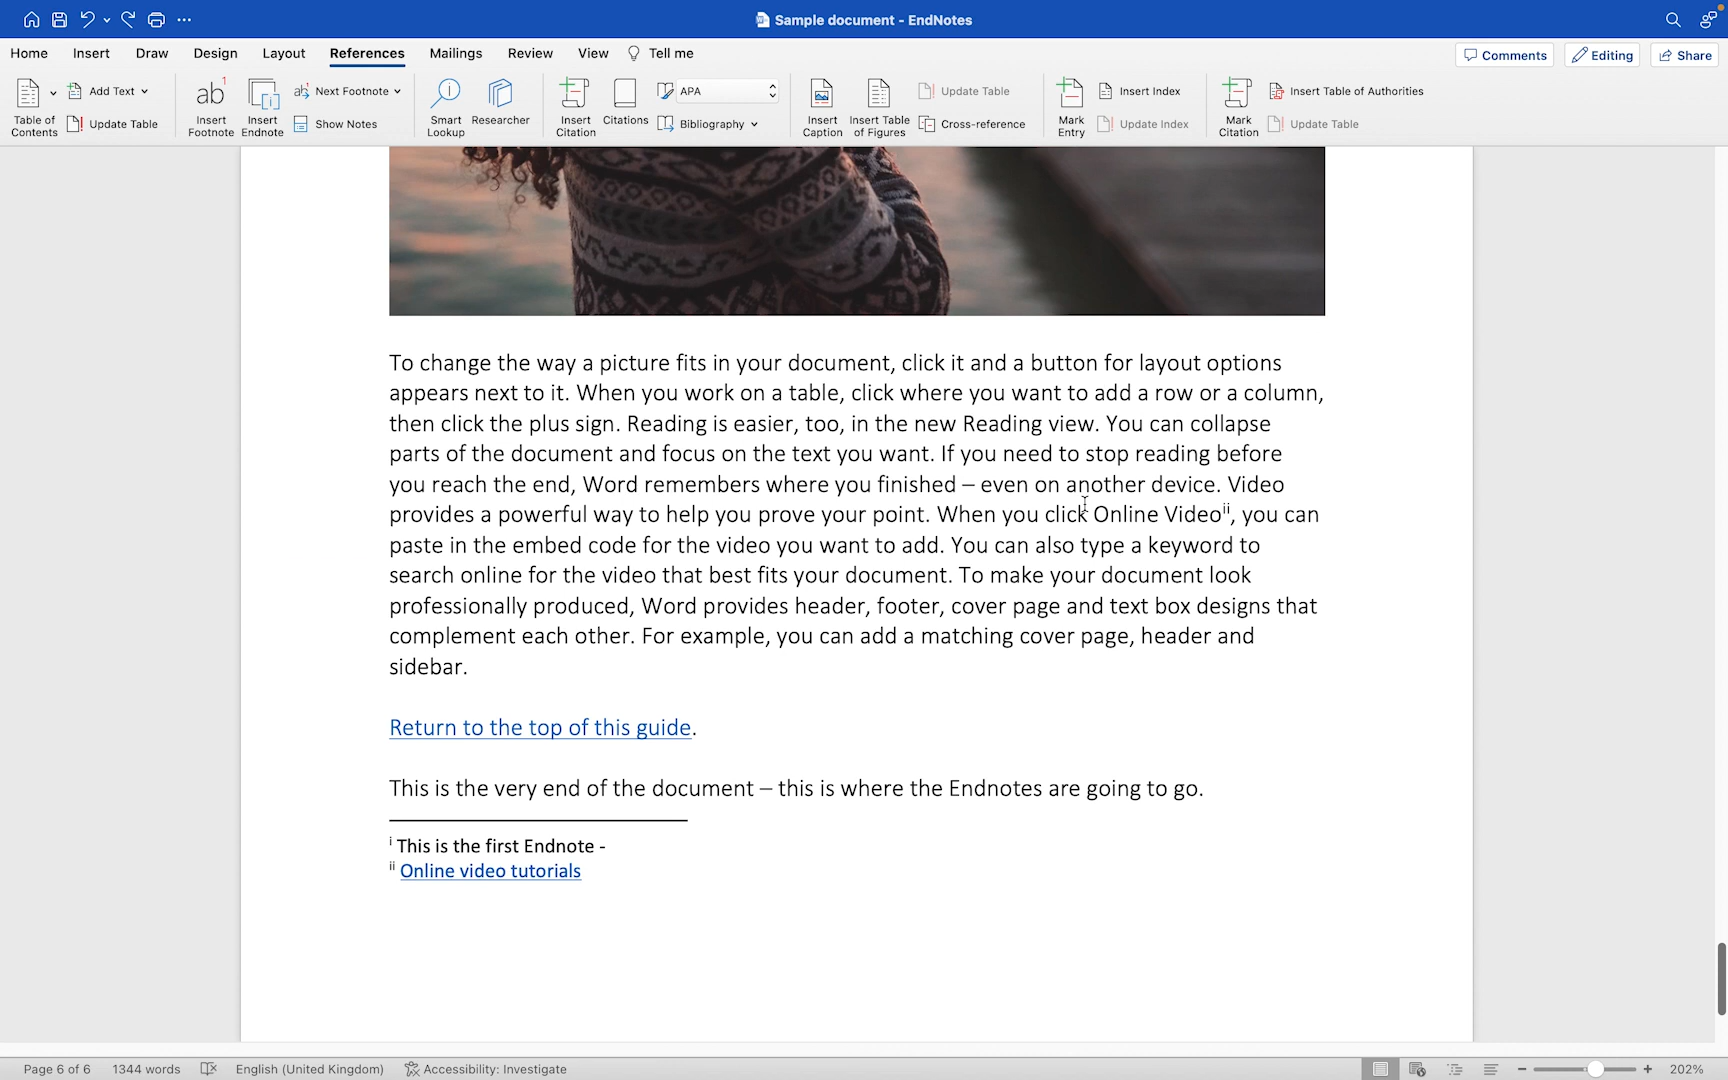 Sample document - EndNotes
Home Insert Draw Design Layout References Mailings Review View Tell me
Comments Editing Share
Table of Contents
Add Text
Update Table
ab 1
Insert Footnote
Insert Endnote
Next Footnote
Show Notes
Smart Lookup
Researcher
Insert Citation
Citations
APA
Bibliography
Insert Caption
Insert Table of Figures
Update Table
Cross-reference
Mark Entry
Insert Index
Update Index
Mark Citation
Insert Table of Authorities
Update Table
To change the way a picture fits in your document, click it and a button for layout options
appears next to it. When you work on a table, click where you want to add a row or a column,
then click the plus sign. Reading is easier, too, in the new Reading view. You can collapse
parts of the document and focus on the text you want. If you need to stop reading before
you reach the end, Word remembers where you finished – even on another device. Video
provides a powerful way to help you prove your point. When you click Online Videoii, you can
paste in the embed code for the video you want to add. You can also type a keyword to
search online for the video that best fits your document. To make your document look
professionally produced, Word provides header, footer, cover page and text box designs that
complement each other. For example, you can add a matching cover page, header and
sidebar.
Return to the top of this guide.
This is the very end of the document – this is where the Endnotes are going to go.
i This is the first Endnote -
ii Online video tutorials
Page 6 of 6 1344 words English (United Kingdom) Accessibility: Investigate 202%